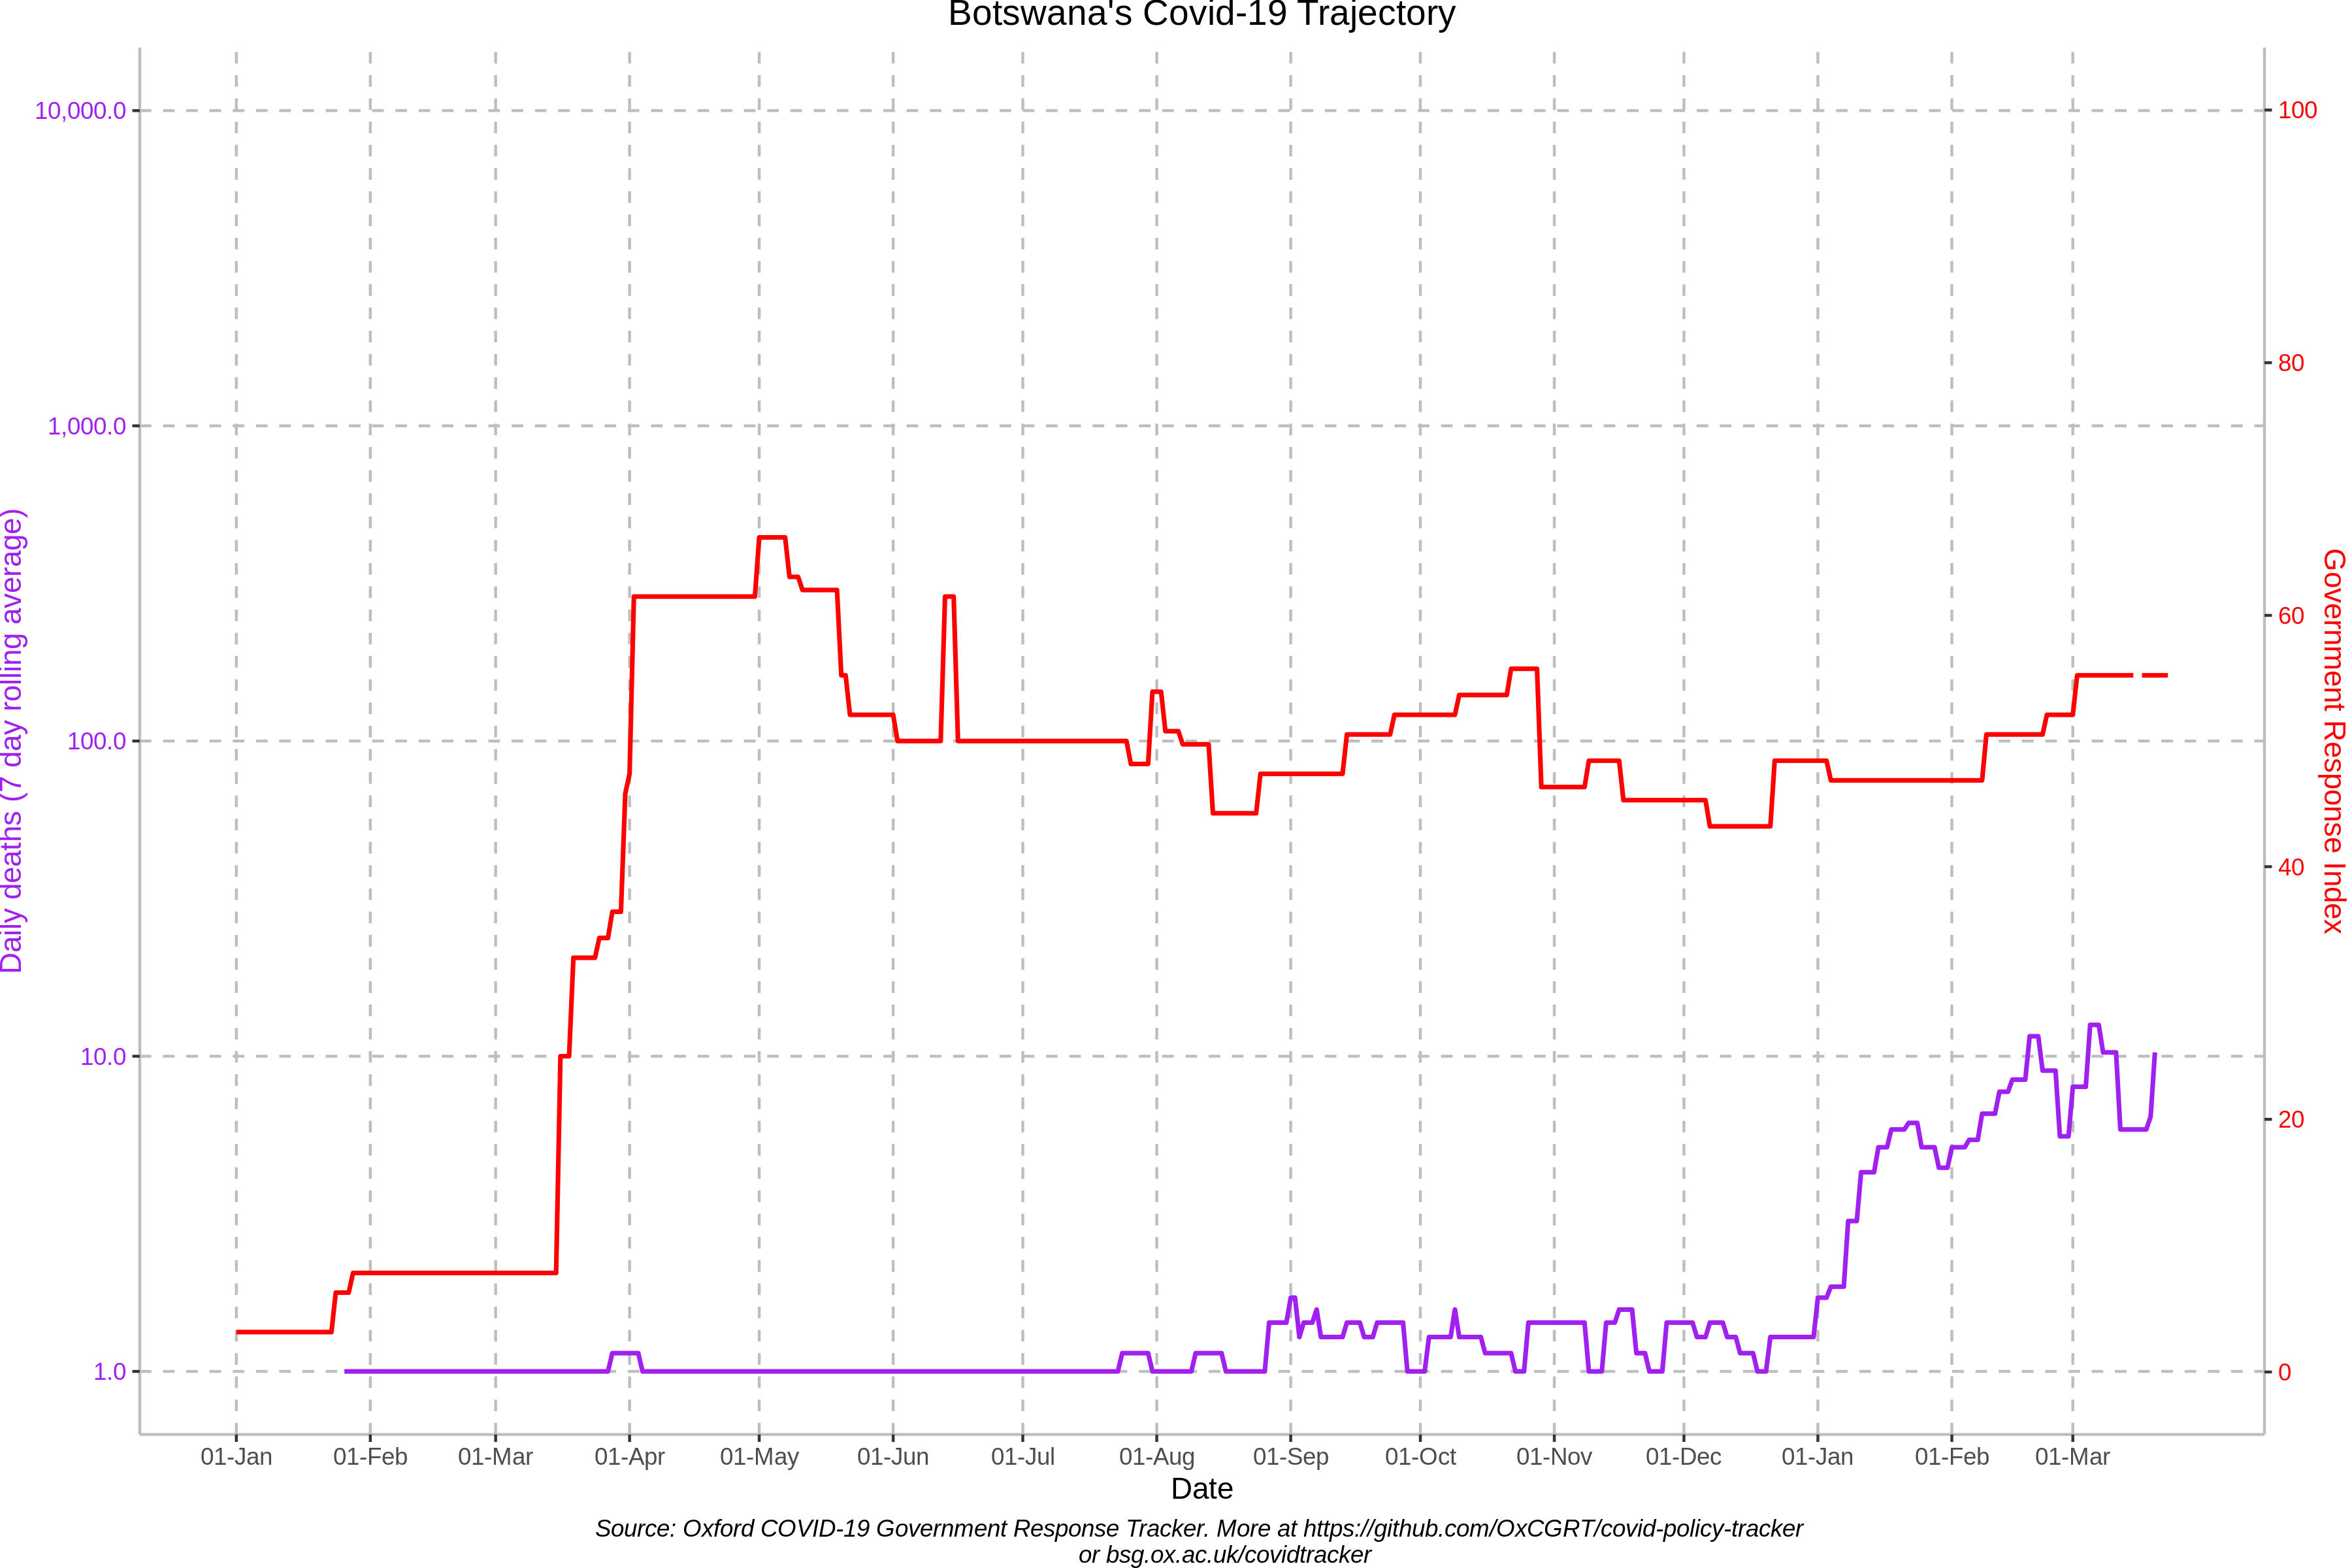 Botswana's Covid-19 Trajectory
10,000.0
1,000.0
100.0
10.0
1.0
Daily deaths (7 day rolling average)
100
80
60
40
20
0
Government Response Index
01-Jan 01-Feb 01-Mar 01-Apr 01-May 01-Jun 01-Jul 01-Aug 01-Sep 01-Oct 01-Nov 01-Dec 01-Jan 01-Feb 01-Mar
Date
Source: Oxford COVID-19 Government Response Tracker. More at https://github.com/OxCGRT/covid-policy-tracker
or bsg.ox.ac.uk/covidtracker